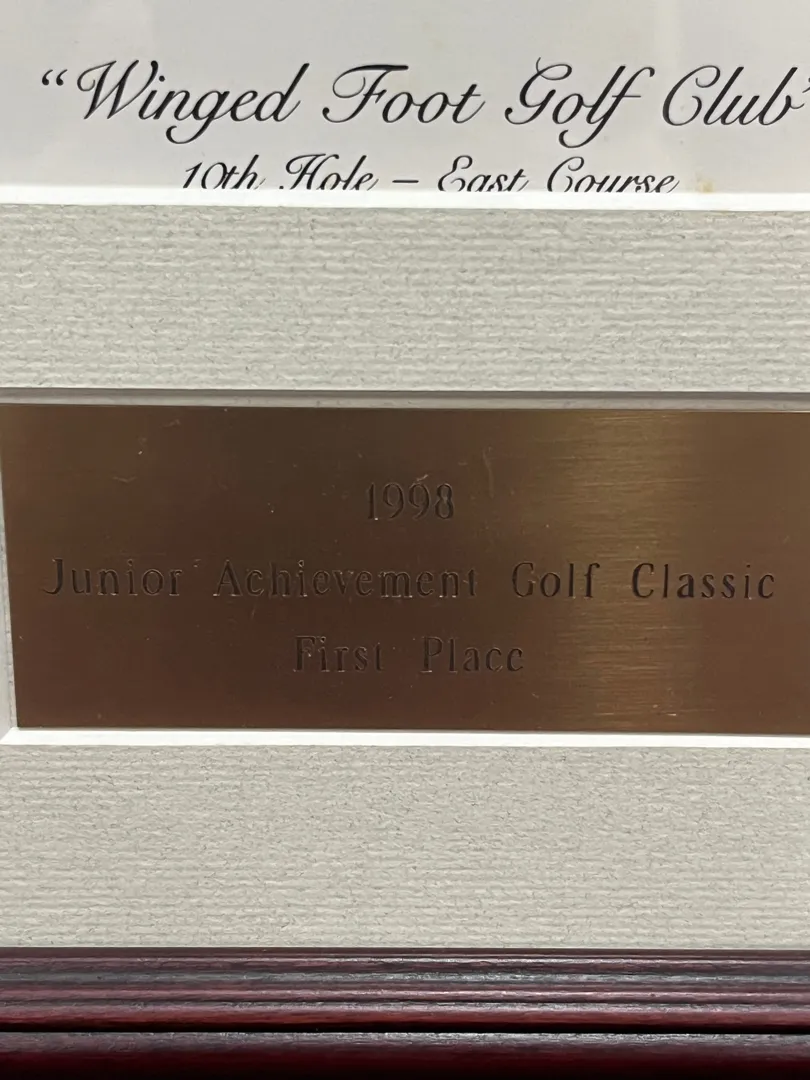 “Winged Foot Golf Club”
10th Hole – East Course
1998
Junior Achievement Golf Classic
First Place